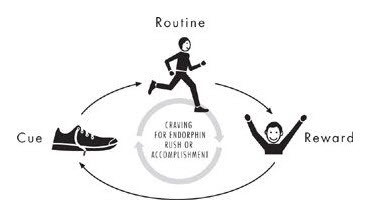 Routine
Cue
CRAVING
FOR ENDORPHIN
RUSH OR
ACCOMPLISHMENT
Reward